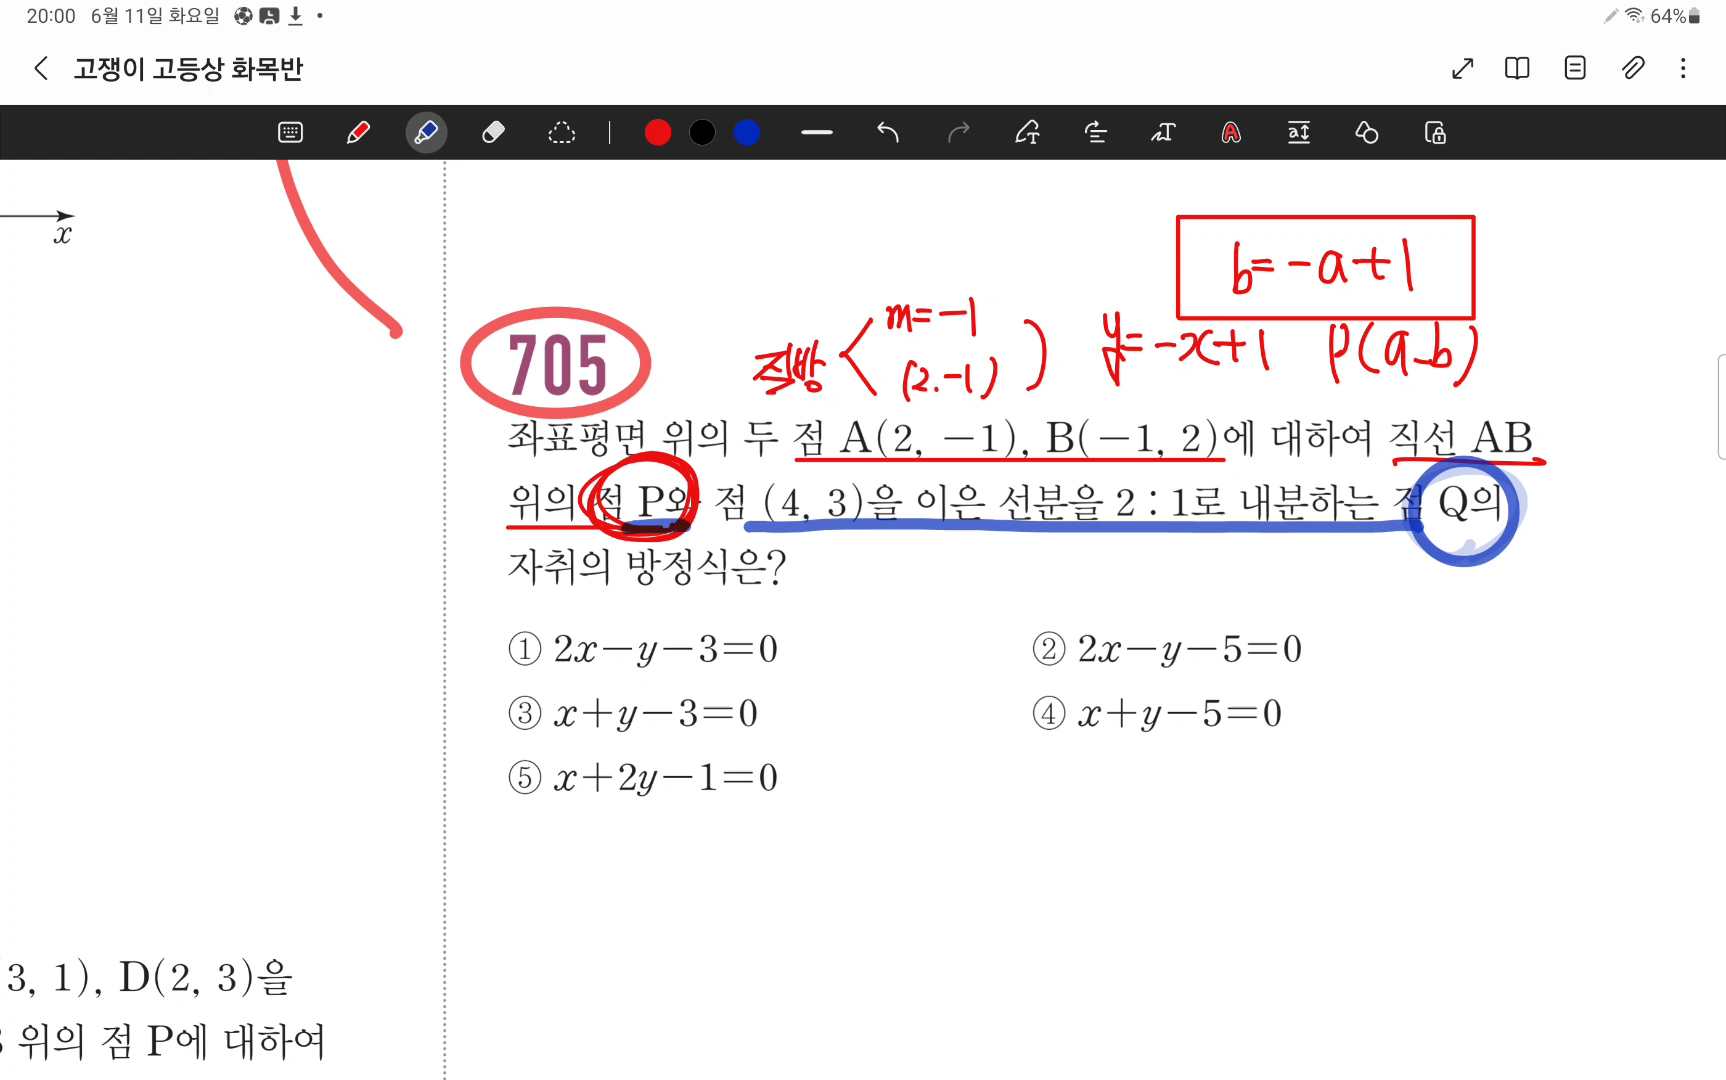 20:00 6월 11일 화요일
64%
고쟁이 고등상 화목반
x
b=-a+1
705
직방
m=-1
(2.-1)
y=-x+1 P(a.b)
좌표평면 위의 두 점 A(2, -1), B(-1, 2)에 대하여 직선 AB
위의 점 P와 점 (4, 3)을 이은 선분을 2 : 1로 내분하는 점 Q의
자취의 방정식은?
① 2x-y-3=0
② 2x-y-5=0
③ x+y-3=0
④ x+y-5=0
⑤ x+2y-1=0
3, 1), D(2, 3)을
위의 점 P에 대하여